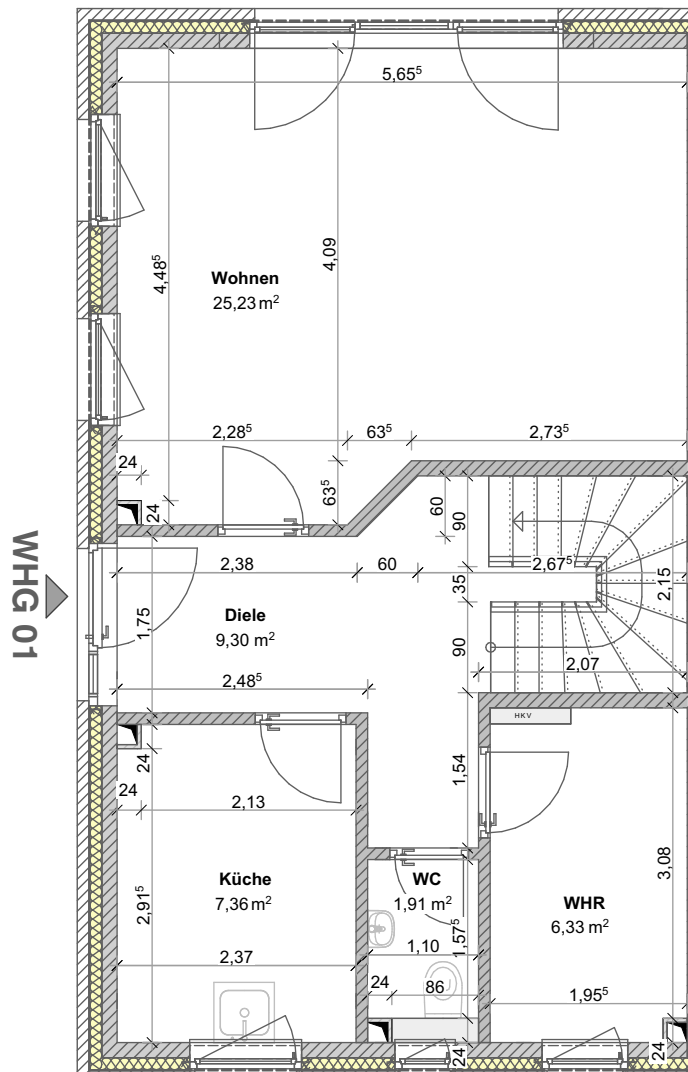 5,65⁵
4,48⁵
4,09
Wohnen
25,23 m²
2,28⁵
63⁵
2,73⁵
24
24
63⁵
60
90
WHG 01
2,38
60
2,67⁵
35
2,15
1,75
Diele
9,30 m²
90
2,07
2,48⁵
HKV
24
24
2,13
1,54
3,08
Küche
7,36 m²
WC
1,91 m²
WHR
6,33 m²
2,91⁵
1,57⁵
2,37
1,10
24
86
1,95⁵
24
24